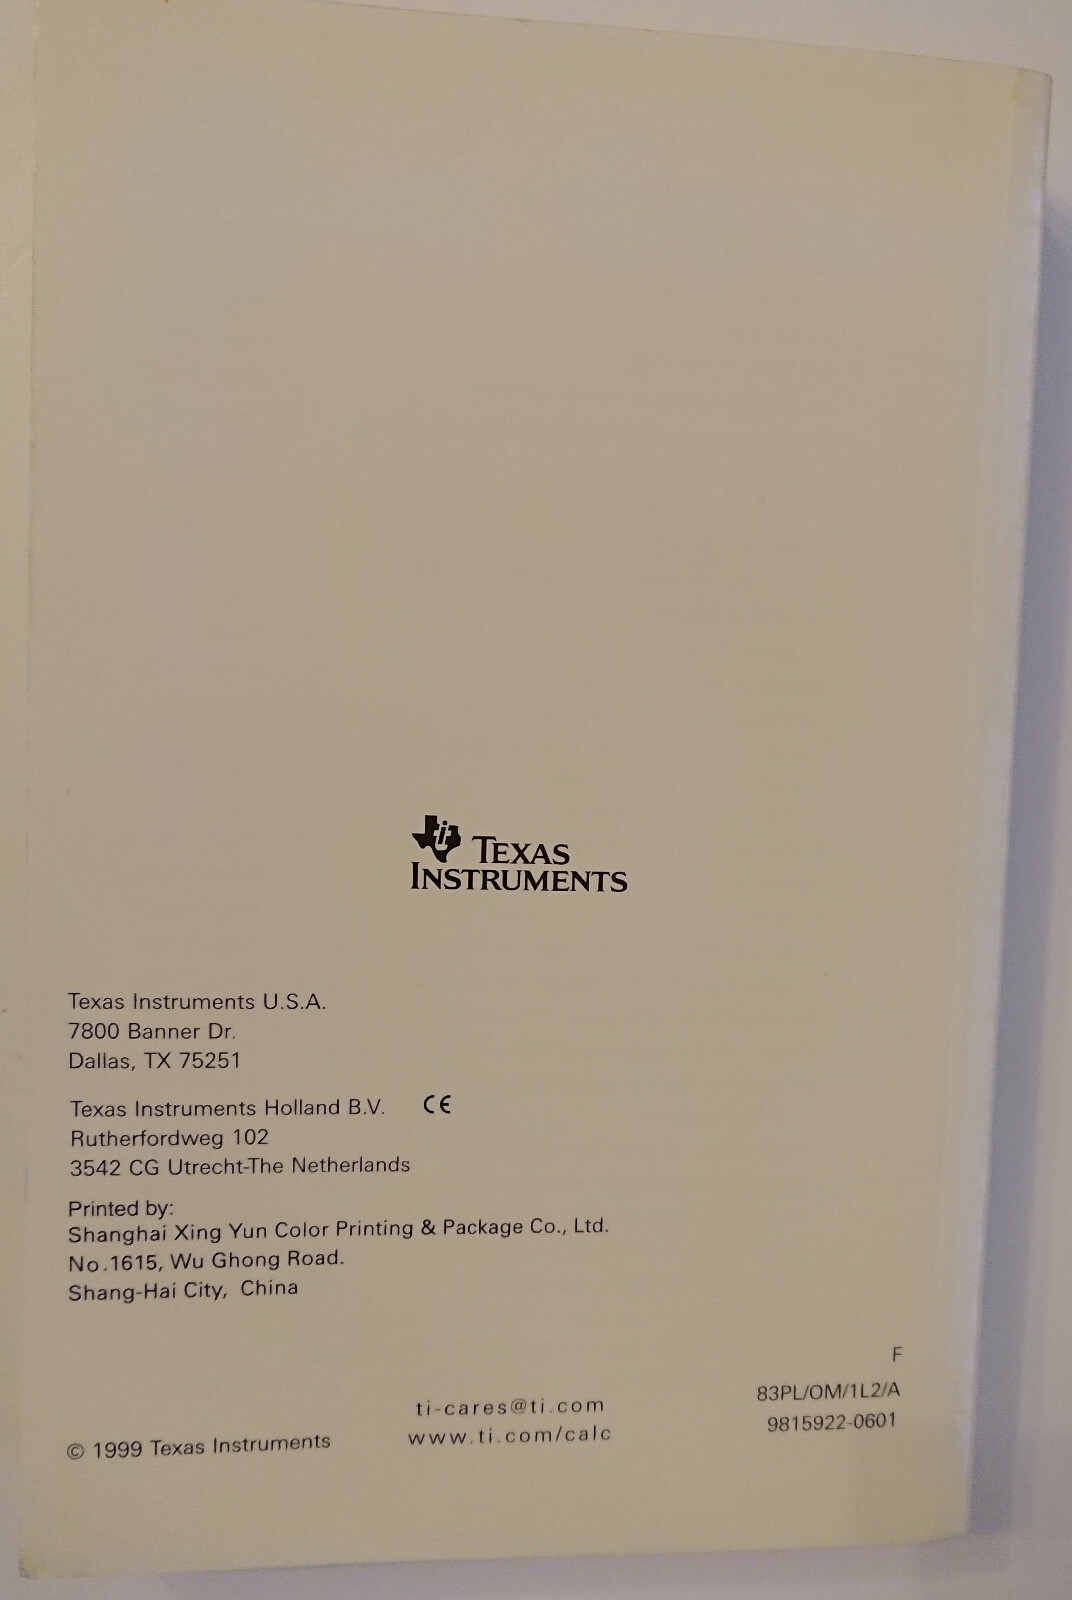 TEXAS
INSTRUMENTS
Texas Instruments U.S.A.
7800 Banner Dr.
Dallas, TX 75251
Texas Instruments Holland B.V. CE
Rutherfordweg 102
3542 CG Utrecht-The Netherlands
Printed by:
Shanghai Xing Yun Color Printing & Package Co., Ltd.
No.1615, Wu Ghong Road.
Shang-Hai City, China
F
83PL/OM/1L2/A
9815922-0601
ti-cares@ti.com
www.ti.com/calc
© 1999 Texas Instruments